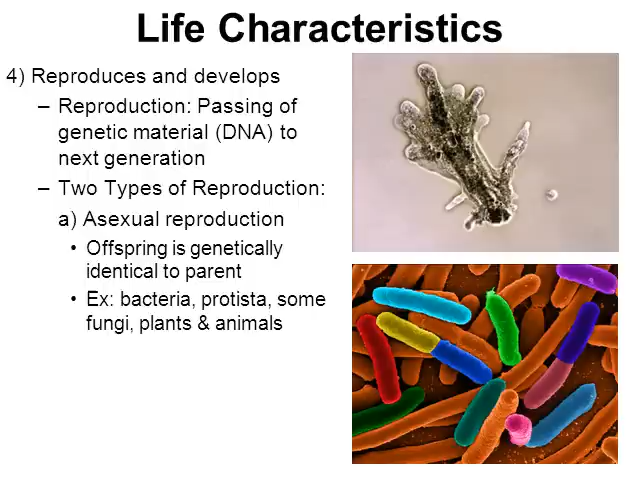 Life Characteristics
4) Reproduces and develops
– Reproduction: Passing of
genetic material (DNA) to
next generation
– Two Types of Reproduction:
a) Asexual reproduction
• Offspring is genetically
identical to parent
• Ex: bacteria, protista, some
fungi, plants & animals